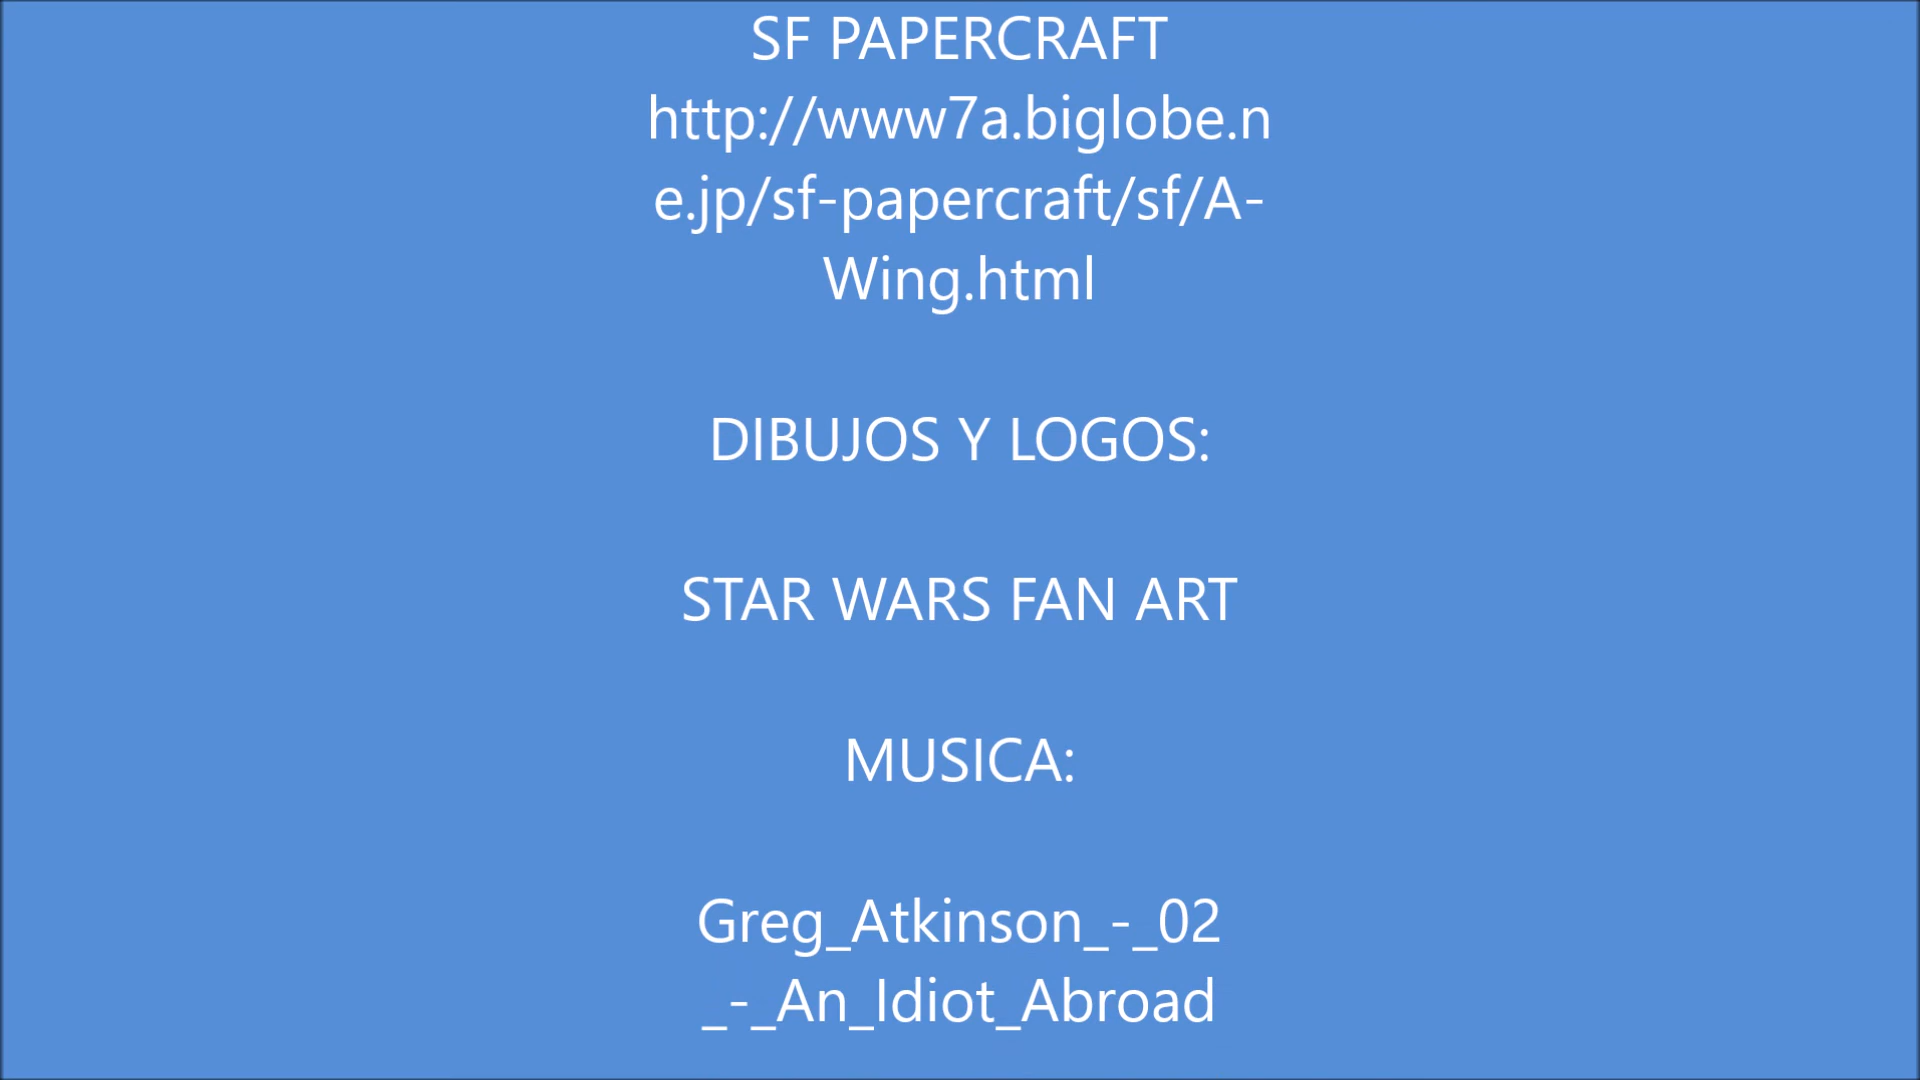 SF PAPERCRAFT
http://www7a.biglobe.n
e.jp/sf-papercraft/sf/A-
Wing.html
DIBUJOS Y LOGOS:
STAR WARS FAN ART
MUSICA:
Greg_Atkinson_-_02
_-_An_Idiot_Abroad